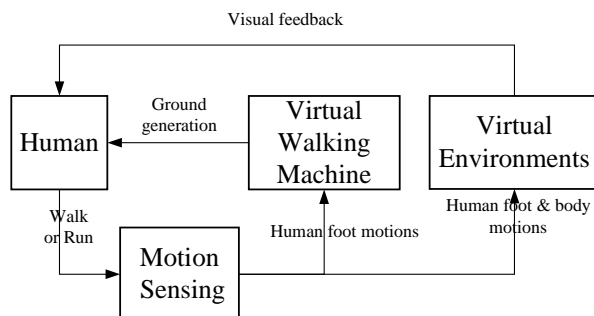 Visual feedback
Human
Ground
generation
Virtual
Walking
Machine
Virtual
Environments
Walk
or Run
Motion
Sensing
Human foot motions
Human foot & body
motions